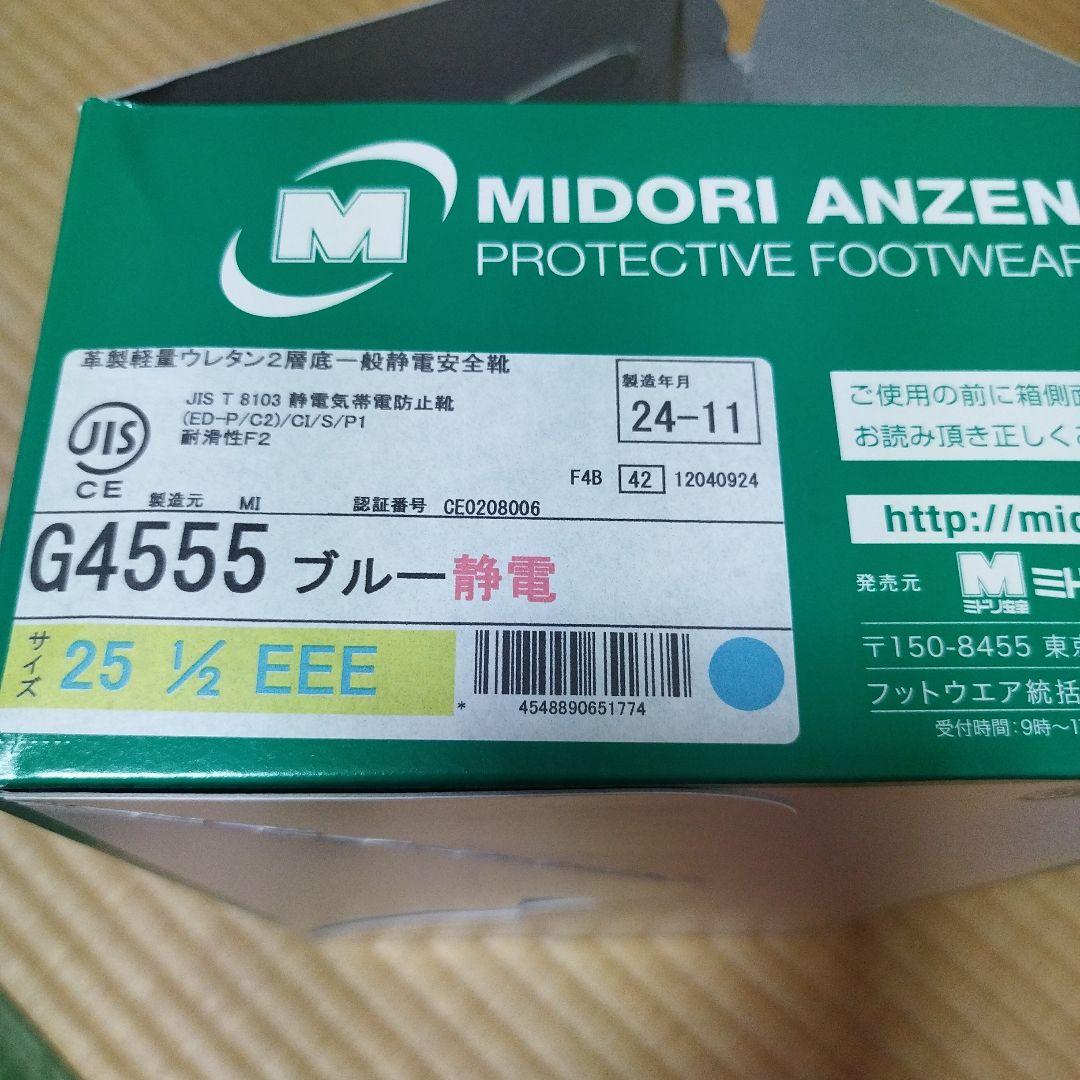 M
MIDORI ANZEN
PROTECTIVE FOOTWEAR
革製軽量ウレタン2層底一般静電安全靴
JIS
CE
JIS T 8103 静電気帯電防止靴
(ED-P/C2)/CI/S/P1
耐滑性F2
製造年月
24-11
F4B 42 12040924
製造元 MI 認証番号 CE0208006
G4555 ブルー静電
サイズ 25 1/2 EEE
* 4548890651774
ご使用の前に箱側面
お読み頂き正しく
http://mid
発売元 M ミドリ安全 ミド
〒150-8455 東京
フットウエア統括
受付時間:9時〜1